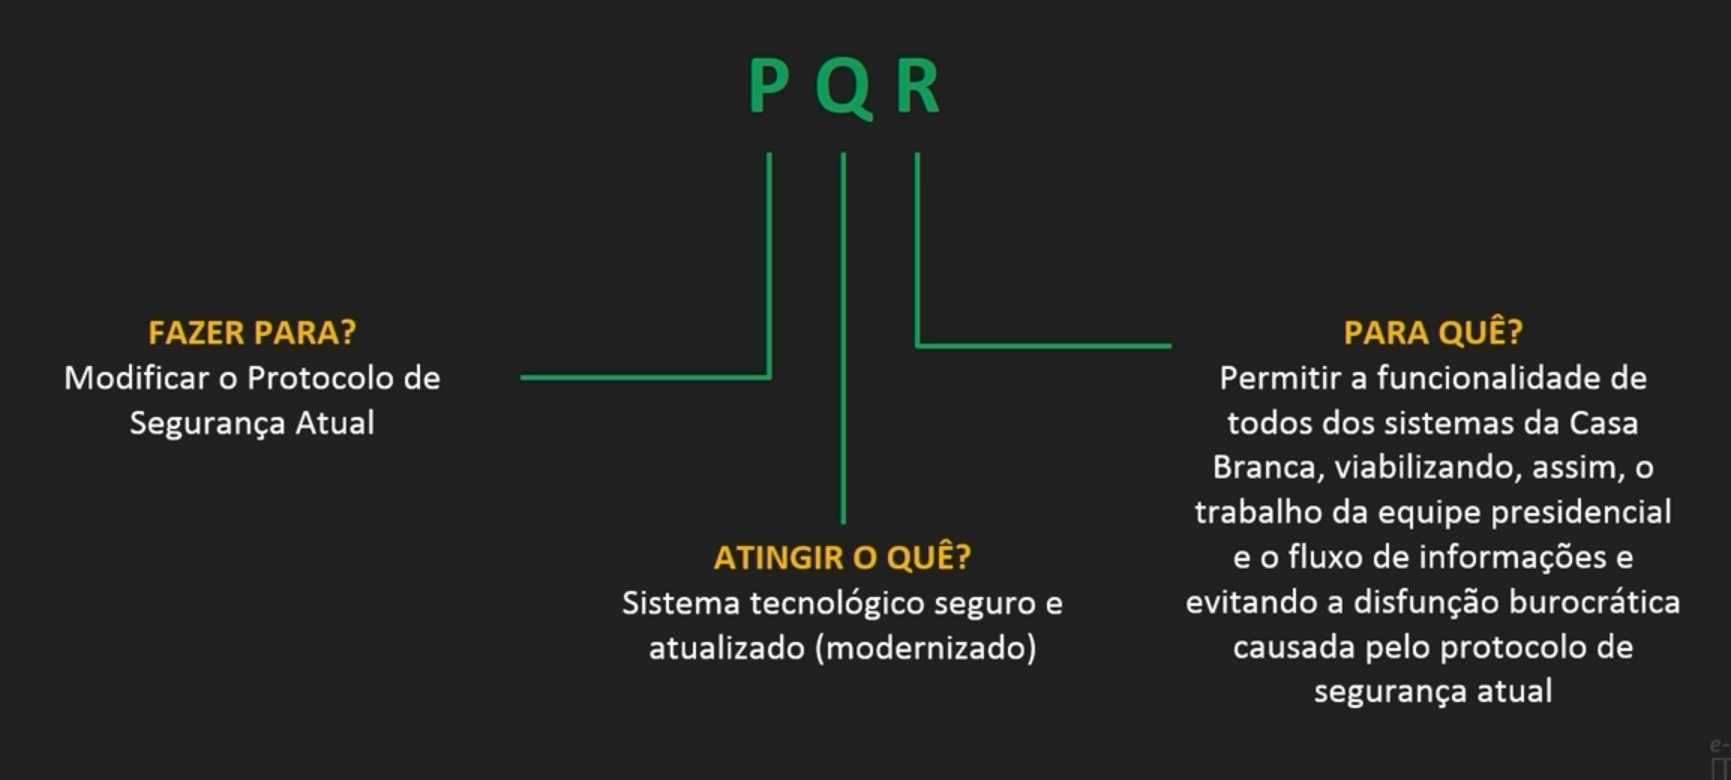 P Q R
FAZER PARA?
Modificar o Protocolo de
Segurança Atual
ATINGIR O QUÊ?
Sistema tecnológico seguro e
atualizado (modernizado)
PARA QUÊ?
Permitir a funcionalidade de
todos dos sistemas da Casa
Branca, viabilizando, assim, o
trabalho da equipe presidencial
e o fluxo de informações e
evitando a disfunção burocrática
causada pelo protocolo de
segurança atual
e-